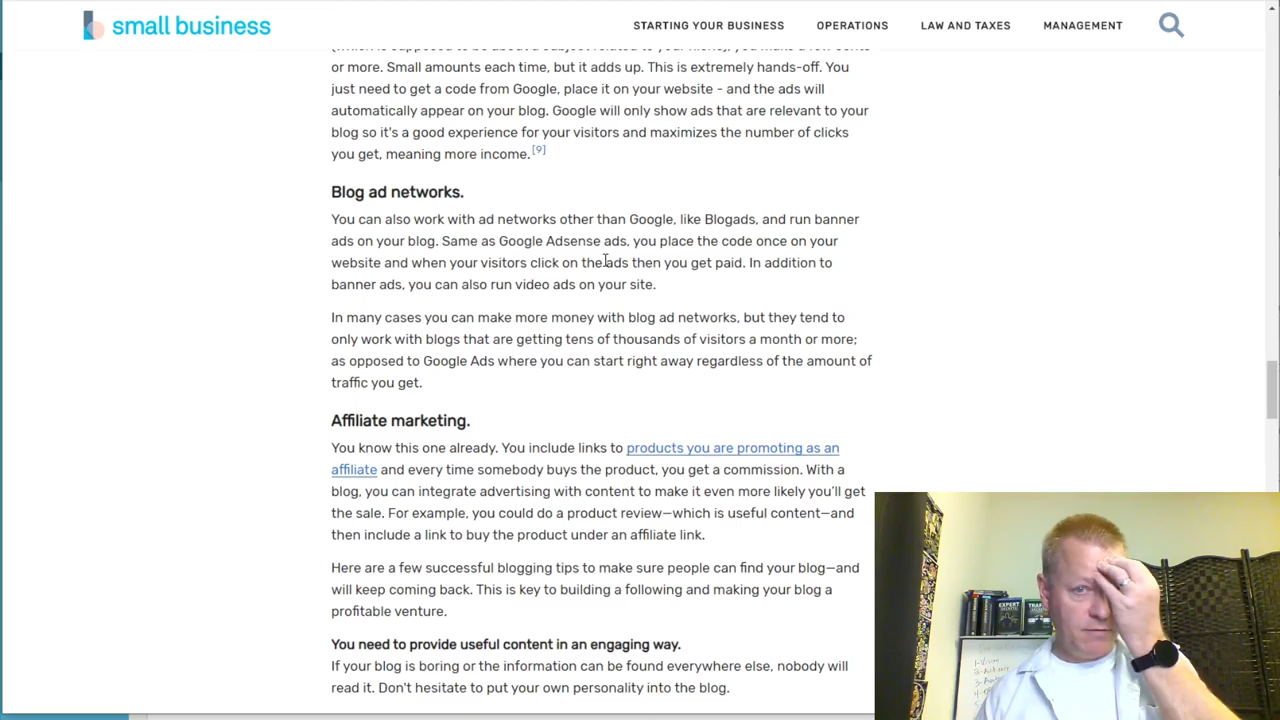 small business
STARTING YOUR BUSINESS
OPERATIONS
LAW AND TAXES
MANAGEMENT
(which is supposed to be about a subject related to your niche), you make a few cents
or more. Small amounts each time, but it adds up. This is extremely hands-off. You
just need to get a code from Google, place it on your website - and the ads will
automatically appear on your blog. Google will only show ads that are relevant to your
blog so it's a good experience for your visitors and maximizes the number of clicks
you get, meaning more income. [9]
Blog ad networks.
You can also work with ad networks other than Google, like Blogads, and run banner
ads on your blog. Same as Google Adsense ads, you place the code once on your
website and when your visitors click on the ads then you get paid. In addition to
banner ads, you can also run video ads on your site.
In many cases you can make more money with blog ad networks, but they tend to
only work with blogs that are getting tens of thousands of visitors a month or more;
as opposed to Google Ads where you can start right away regardless of the amount of
traffic you get.
Affiliate marketing.
You know this one already. You include links to products you are promoting as an
affiliate and every time somebody buys the product, you get a commission. With a
blog, you can integrate advertising with content to make it even more likely you’ll get
the sale. For example, you could do a product review—which is useful content—and
then include a link to buy the product under an affiliate link.
Here are a few successful blogging tips to make sure people can find your blog—and
will keep coming back. This is key to building a following and making your blog a
profitable venture.
You need to provide useful content in an engaging way.
If your blog is boring or the information can be found everywhere else, nobody will
read it. Don't hesitate to put your own personality into the blog.
EXPERT
SECRETS